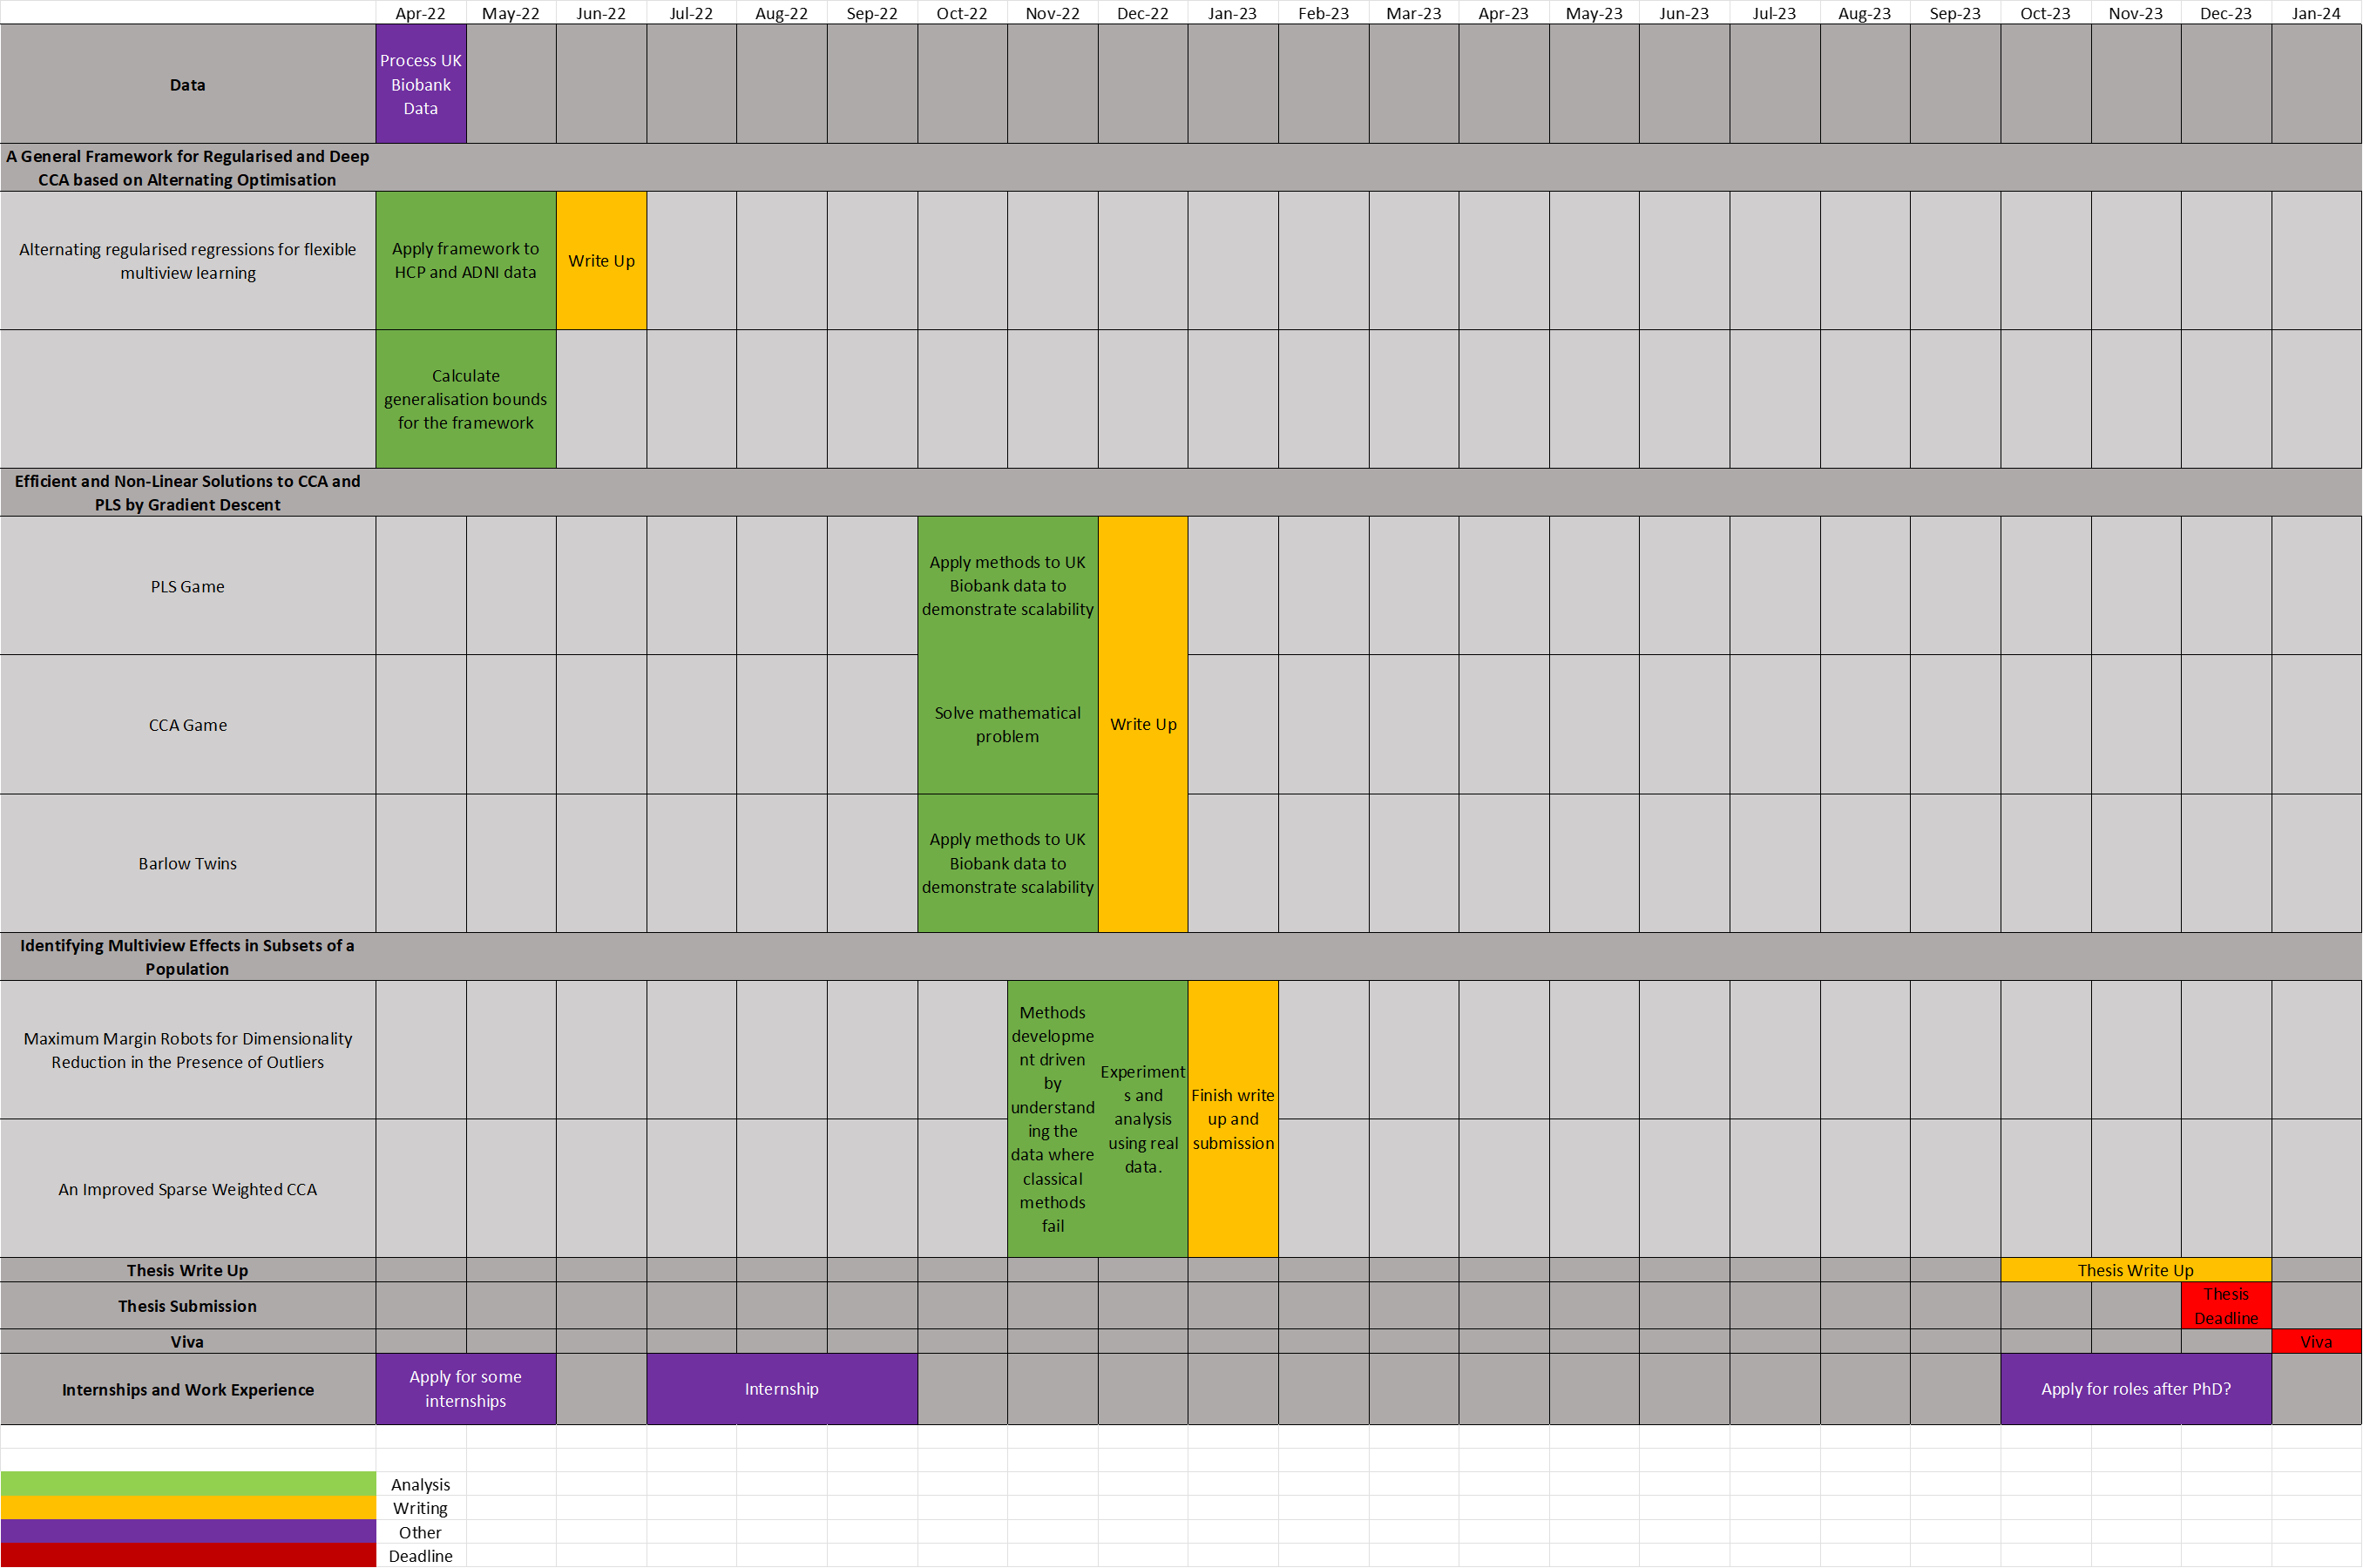 Apr-22 May-22 Jun-22 Jul-22 Aug-22 Sep-22 Oct-22 Nov-22 Dec-22 Jan-23 Feb-23 Mar-23 Apr-23 May-23 Jun-23 Jul-23 Aug-23 Sep-23 Oct-23 Nov-23 Dec-23 Jan-24
Data
Process UK
Biobank
Data
A General Framework for Regularised and Deep
CCA based on Alternating Optimisation
Alternating regularised regressions for flexible
multiview learning
Apply framework to
HCP and ADNI data
Write Up
Calculate
generalisation bounds
for the framework
Efficient and Non-Linear Solutions to CCA and
PLS by Gradient Descent
PLS Game
Apply methods to UK
Biobank data to
demonstrate scalability
CCA Game
Solve mathematical
problem
Write Up
Barlow Twins
Apply methods to UK
Biobank data to
demonstrate scalability
Identifying Multiview Effects in Subsets of a
Population
Maximum Margin Robots for Dimensionality
Reduction in the Presence of Outliers
Methods
developme
nt driven
by
understand
ing the
data where
classical
methods
fail
Experiment
s and
analysis
using real
data.
Finish write
up and
submission
An Improved Sparse Weighted CCA
Thesis Write Up
Thesis Write Up
Thesis Submission
Thesis
Deadline
Viva
Viva
Internships and Work Experience
Apply for some
internships
Internship
Apply for roles after PhD?
Analysis
Writing
Other
Deadline